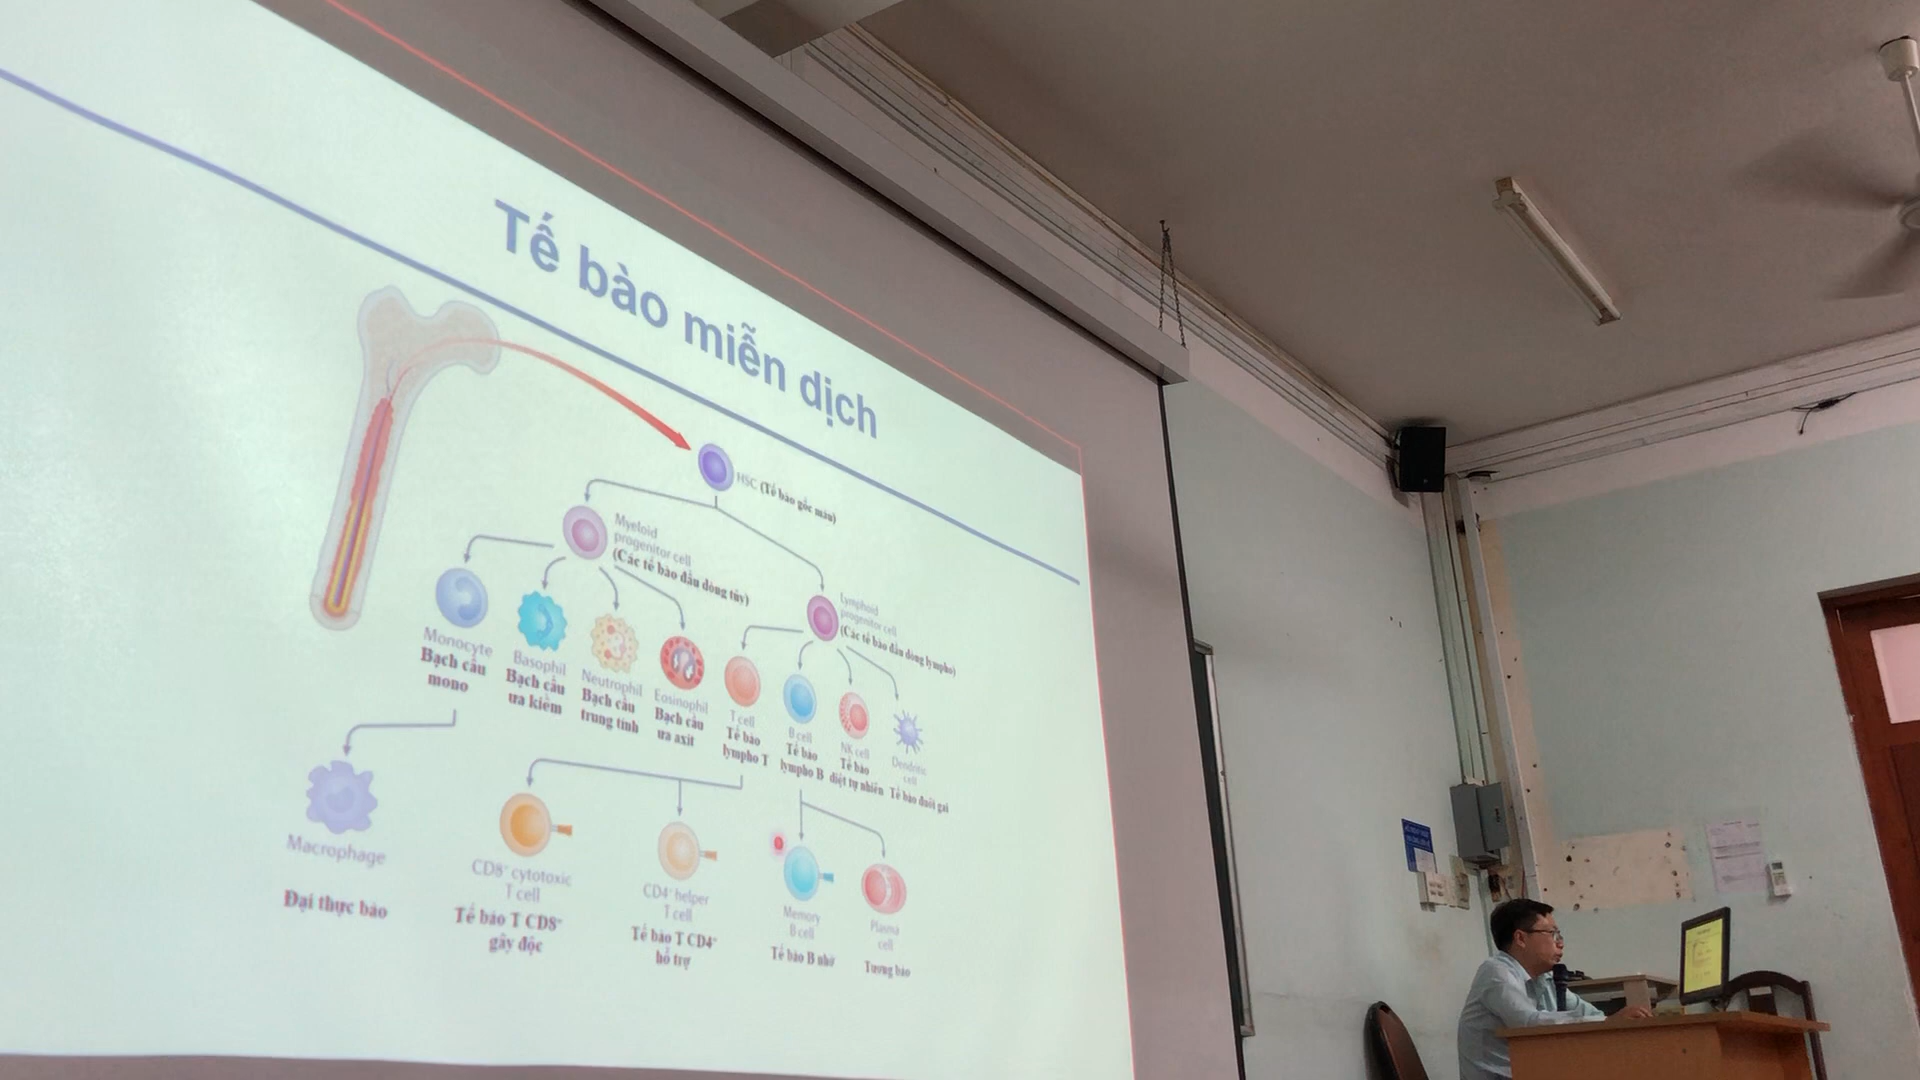 Tế bào miễn dịch
HSC (Tế bào gốc máu)
Myeloid
progenitor cell
(Các tế bào đầu dòng tủy)
Lymphoid
progenitor cell
(Các tế bào đầu dòng lympho)
Monocyte
Bạch cầu
mono
Basophil
Bạch cầu
ưa kiềm
Neutrophil
Bạch cầu
trung tính
Eosinophil
Bạch cầu
ưa axit
T cell
Tế bào
lympho T
B cell
Tế bào
lympho B
NK cell
Tế bào
diệt tự nhiên
Dendritic
cell
Tế bào đuôi gai
Macrophage
Đại thực bào
CD8⁺ cytotoxic
T cell
Tế bào T CD8⁺
gây độc
CD4⁺ helper
T cell
Tế bào T CD4⁺
hỗ trợ
Memory
B cell
Tế bào B nhớ
Plasma
cell
Tương bào